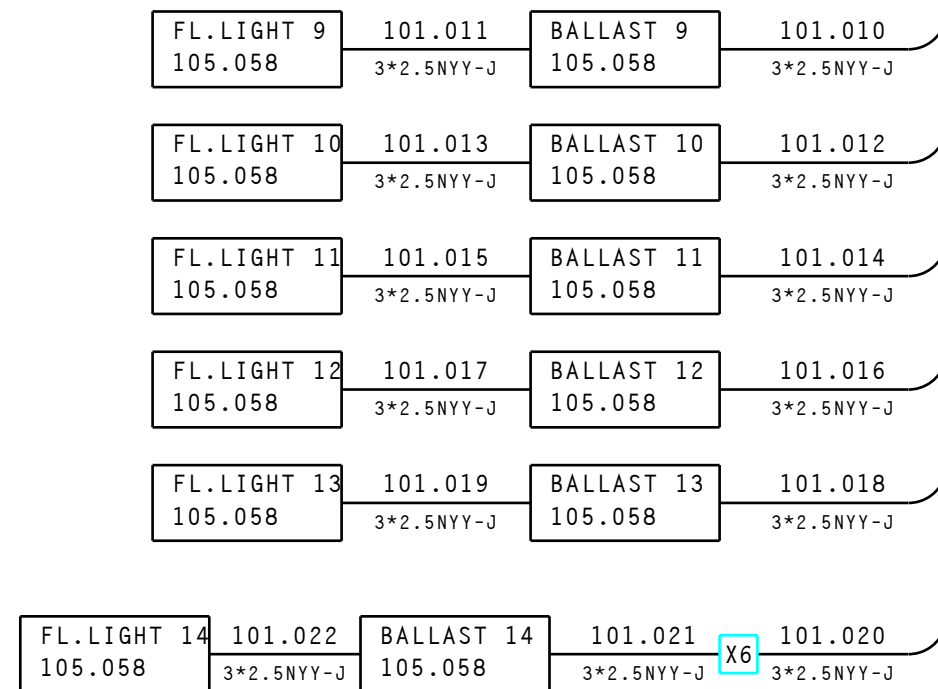 FL.LIGHT 9 101.011 BALLAST 9 101.010
105.058 3*2.5NYY-J 105.058 3*2.5NYY-J
FL.LIGHT 10 101.013 BALLAST 10 101.012
105.058 3*2.5NYY-J 105.058 3*2.5NYY-J
FL.LIGHT 11 101.015 BALLAST 11 101.014
105.058 3*2.5NYY-J 105.058 3*2.5NYY-J
FL.LIGHT 12 101.017 BALLAST 12 101.016
105.058 3*2.5NYY-J 105.058 3*2.5NYY-J
FL.LIGHT 13 101.019 BALLAST 13 101.018
105.058 3*2.5NYY-J 105.058 3*2.5NYY-J
FL.LIGHT 14 101.022 BALLAST 14 101.021 X6 101.020
105.058 3*2.5NYY-J 105.058 3*2.5NYY-J 3*2.5NYY-J